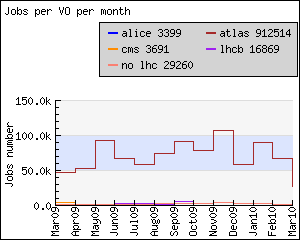 Jobs per VO per month
alice 3399
atlas 912514
cms 3691
lhcb 16869
no lhc 29260
Jobs number
150.0k
100.0k
50.0k
0.0
Mar09
Apr09
May09
Jun09
Jul09
Aug09
Sep09
Oct09
Nov09
Dec09
Jan10
Feb10
Mar10